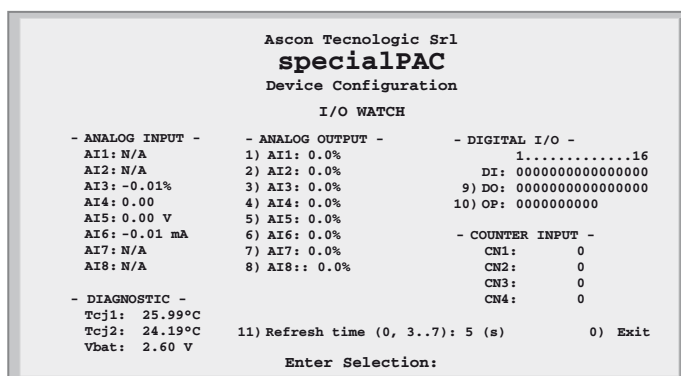 Ascon Tecnologic Srl
specialPAC
Device Configuration
I/O WATCH
- ANALOG INPUT -
AI1: N/A
AI2: N/A
AI3: -0.01%
AI4: 0.00
AI5: 0.00 V
AI6: -0.01 mA
AI7: N/A
AI8: N/A
- DIAGNOSTIC -
Tcj1: 25.99°C
Tcj2: 24.19°C
Vbat: 2.60 V
- ANALOG OUTPUT -
1) AI1: 0.0%
2) AI2: 0.0%
3) AI3: 0.0%
4) AI4: 0.0%
5) AI5: 0.0%
6) AI6: 0.0%
7) AI7: 0.0%
8) AI8:: 0.0%
- DIGITAL I/O -
1.............16
DI: 0000000000000000
9) DO: 0000000000000000
10) OP: 0000000000
- COUNTER INPUT -
CN1: 0
CN2: 0
CN3: 0
CN4: 0
11) Refresh time (0, 3..7): 5 (s) 0) Exit
Enter Selection: